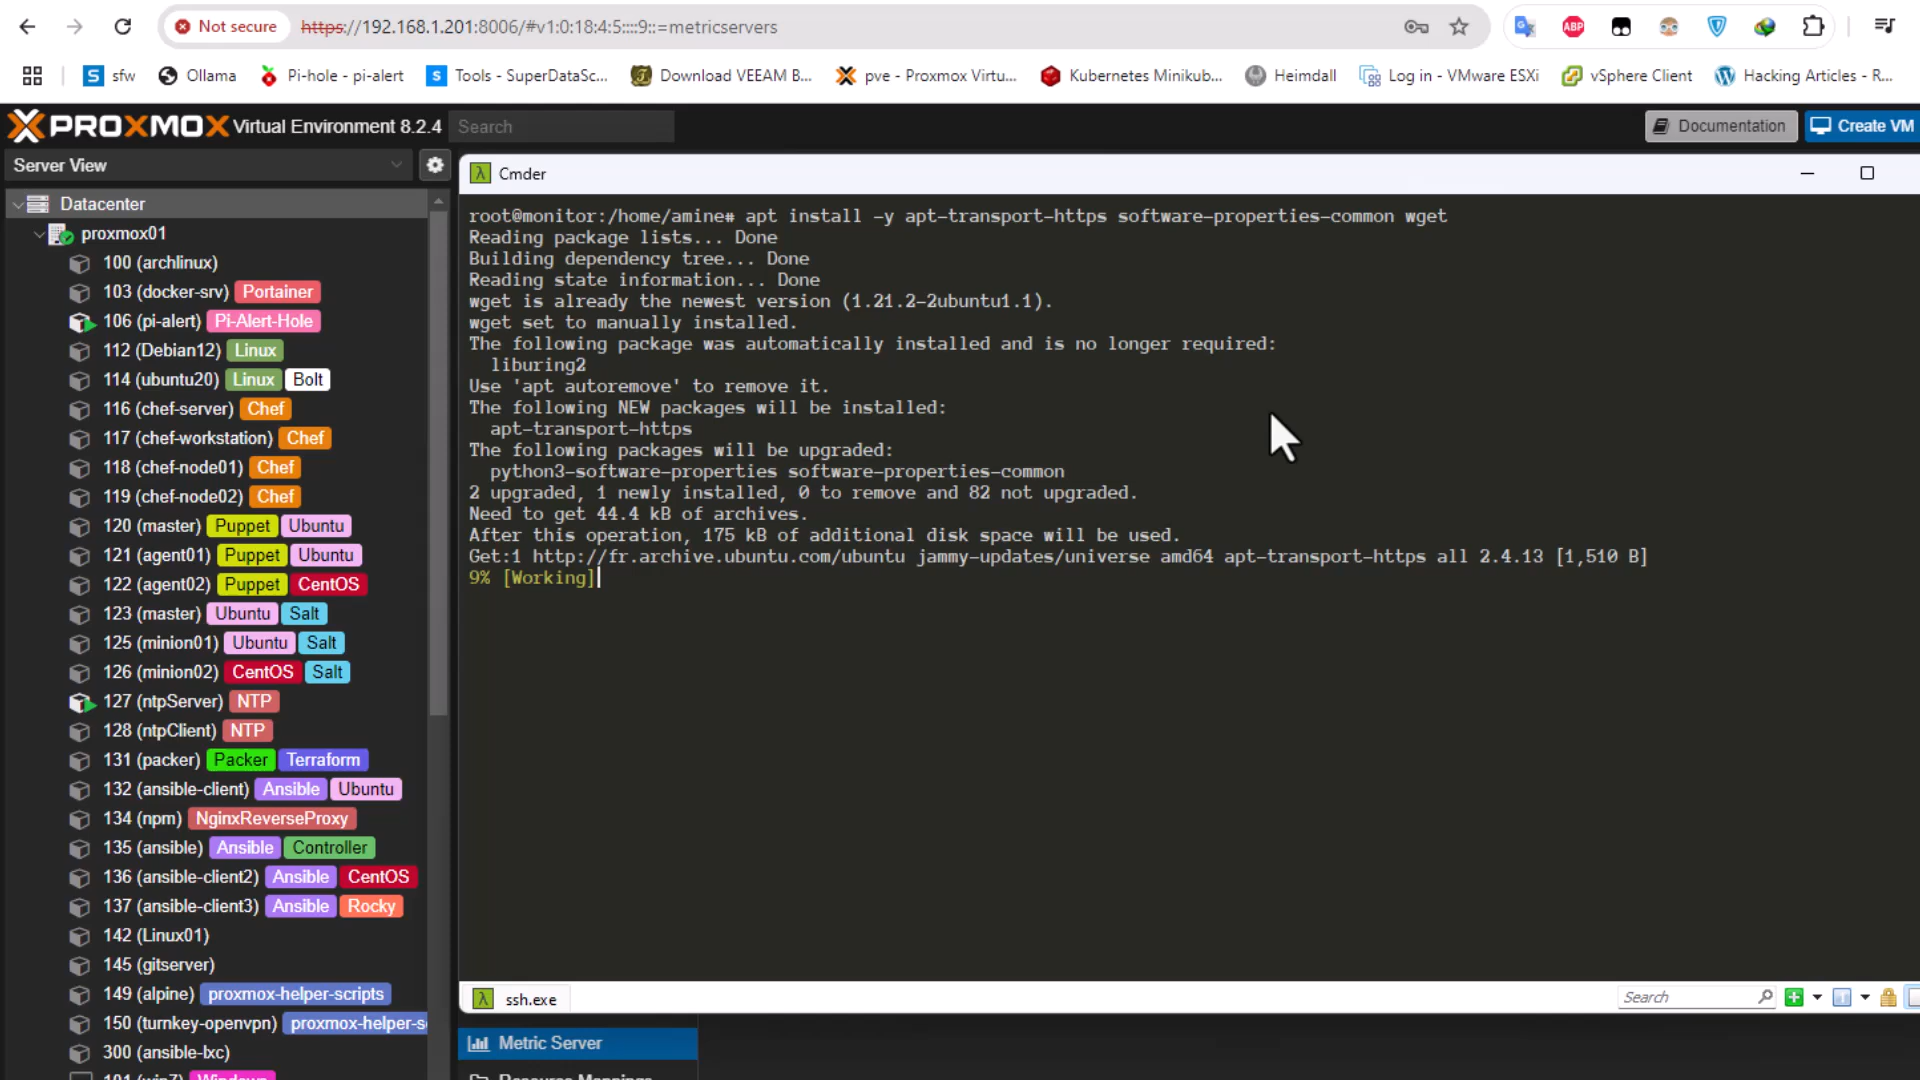 Not secure
https://192.168.1.201:8006/#v1:0:18:4:5::::9::=metricservers
sfw
Ollama
Pi-hole - pi-alert
Tools - SuperDataSc...
Download VEEAM B...
pve - Proxmox Virtu...
Kubernetes Minikub...
Heimdall
Log in - VMware ESXi
vSphere Client
Hacking Articles - R...
PROXMOX Virtual Environment 8.2.4
Search
Documentation
Create VM
Server View
Datacenter
proxmox01
100 (archlinux)
103 (docker-srv) Portainer
106 (pi-alert) Pi-Alert-Hole
112 (Debian12) Linux
114 (ubuntu20) Linux Bolt
116 (chef-server) Chef
117 (chef-workstation) Chef
118 (chef-node01) Chef
119 (chef-node02) Chef
120 (master) Puppet Ubuntu
121 (agent01) Puppet Ubuntu
122 (agent02) Puppet CentOS
123 (master) Ubuntu Salt
125 (minion01) Ubuntu Salt
126 (minion02) CentOS Salt
127 (ntpServer) NTP
128 (ntpClient) NTP
131 (packer) Packer Terraform
132 (ansible-client) Ansible Ubuntu
134 (npm) NginxReverseProxy
135 (ansible) Ansible Controller
136 (ansible-client2) Ansible CentOS
137 (ansible-client3) Ansible Rocky
142 (Linux01)
145 (gitserver)
149 (alpine) proxmox-helper-scripts
150 (turnkey-openvpn) proxmox-helper-s
300 (ansible-lxc)
Cmder
root@monitor:/home/amine# apt install -y apt-transport-https software-properties-common wget
Reading package lists... Done
Building dependency tree... Done
Reading state information... Done
wget is already the newest version (1.21.2-2ubuntu1.1).
wget set to manually installed.
The following package was automatically installed and is no longer required:
liburing2
Use 'apt autoremove' to remove it.
The following NEW packages will be installed:
apt-transport-https
The following packages will be upgraded:
python3-software-properties software-properties-common
2 upgraded, 1 newly installed, 0 to remove and 82 not upgraded.
Need to get 44.4 kB of archives.
After this operation, 175 kB of additional disk space will be used.
Get:1 http://fr.archive.ubuntu.com/ubuntu jammy-updates/universe amd64 apt-transport-https all 2.4.13 [1,510 B]
9% [Working]
ssh.exe
Search
Metric Server